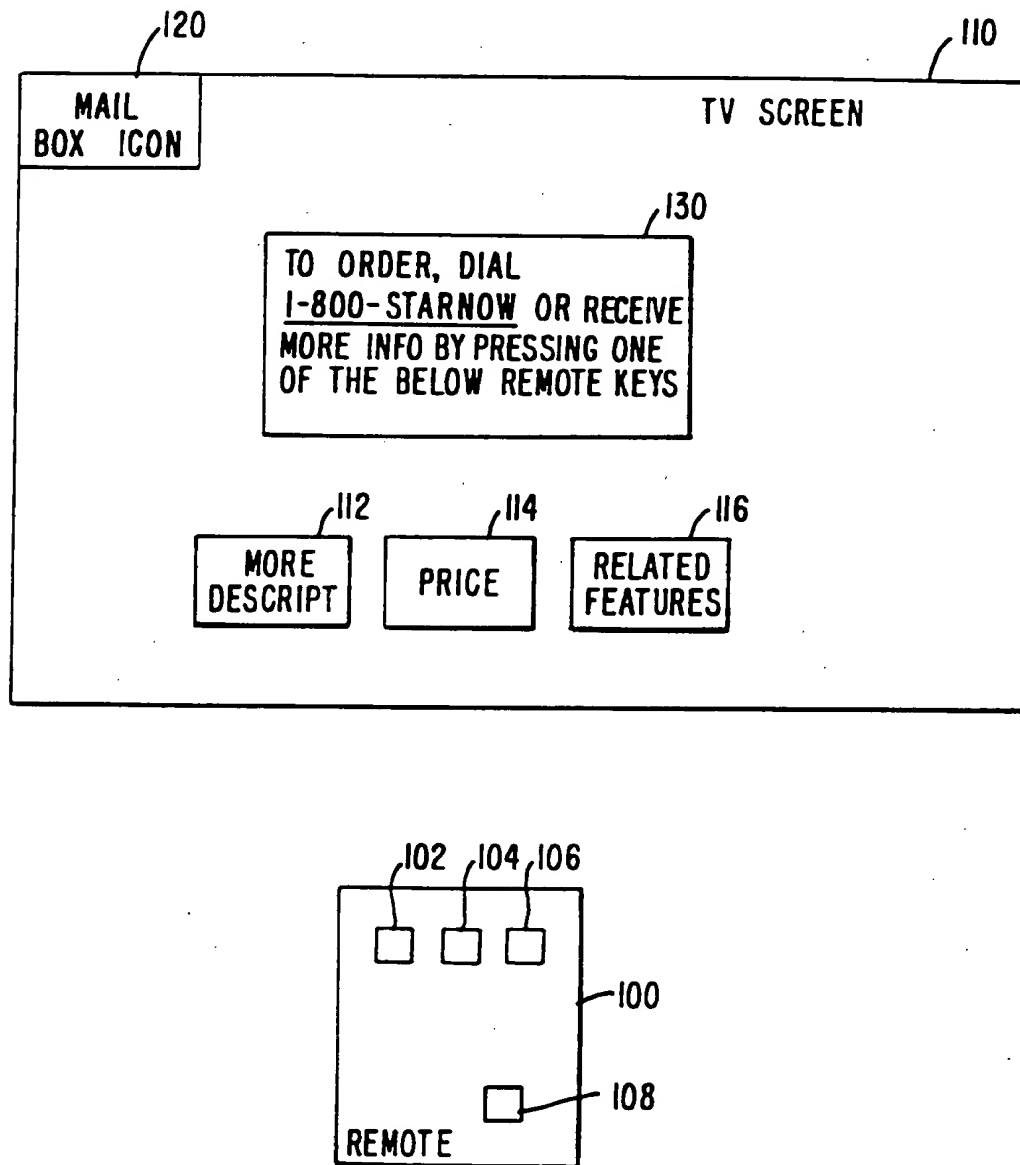 120
110
MAIL
BOX ICON
TV SCREEN
130
TO ORDER, DIAL
1-800-STARNOW OR RECEIVE
MORE INFO BY PRESSING ONE
OF THE BELOW REMOTE KEYS
112
114
116
MORE
DESCRIPT
PRICE
RELATED
FEATURES
102
104
106
100
108
REMOTE